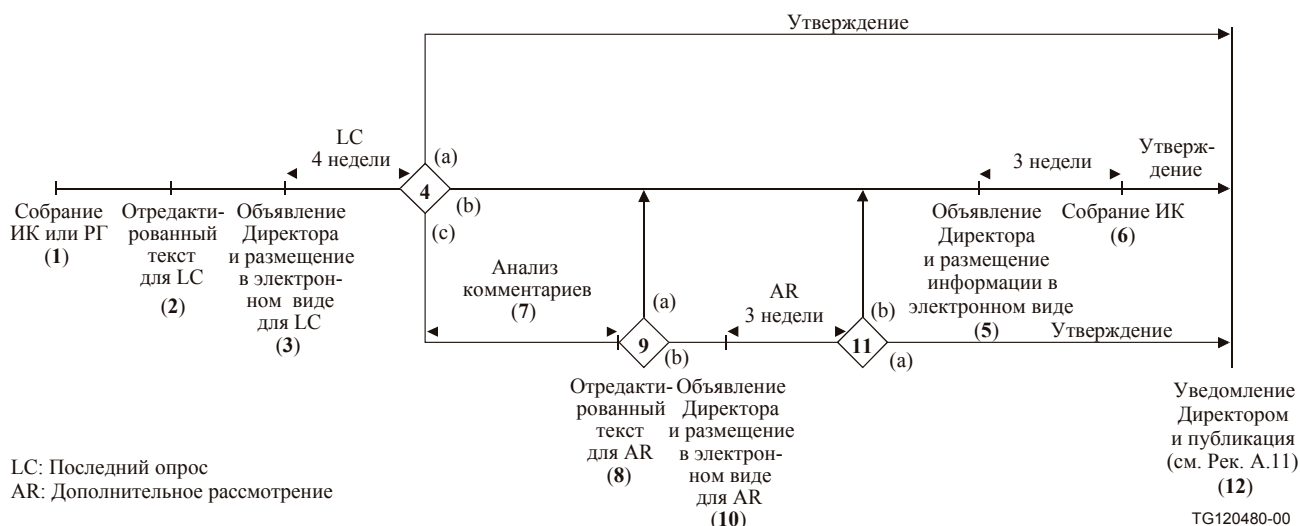 Утверждение
LC
4 недели
(a)
4
(b)
(c)
3 недели
Утверж-
дение
Собрание
ИК или РГ
(1)
Отредакти-
рованный
текст
для LC
(2)
Объявление
Директора
и размещение
в электрон-
ном виде
для LC
(3)
Объявление
Директора
и размещение
информации в
электронном виде
(5)
Собрание ИК
(6)
Анализ
комментариев
(7)
(a)
9
(b)
AR
3 недели
(b)
11
(a)
Утверждение
Отредакти-
рованный
текст
для AR
(8)
Объявление
Директора
и размещение
в электрон-
ном виде
для AR
(10)
Уведомление
Директором
и публикация
(см. Рек. A.11)
(12)
LC: Последний опрос
AR: Дополнительное рассмотрение
TG120480-00